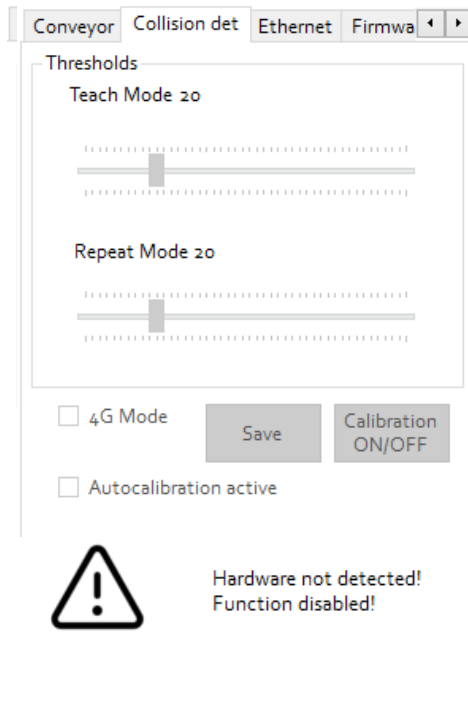 Conveyor Collision det Ethernet Firmwa
Thresholds
Teach Mode 20
Repeat Mode 20
4G Mode
Save
Calibration
ON/OFF
Autocalibration active
Hardware not detected!
Function disabled!